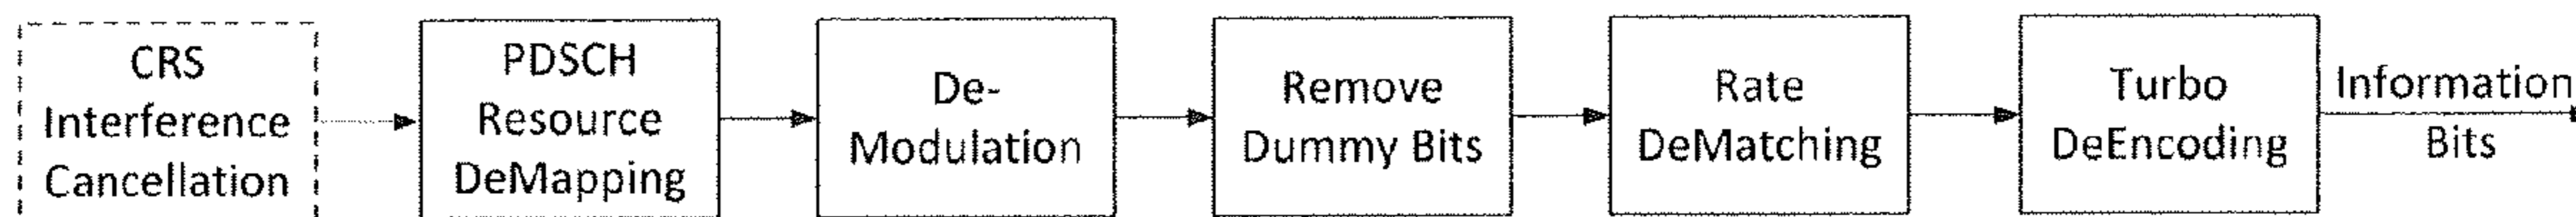 CRS
Interference
Cancellation
PDSCH
Resource
DeMapping
De-
Modulation
Remove
Dummy Bits
Rate
DeMatching
Turbo
DeEncoding
Information
Bits